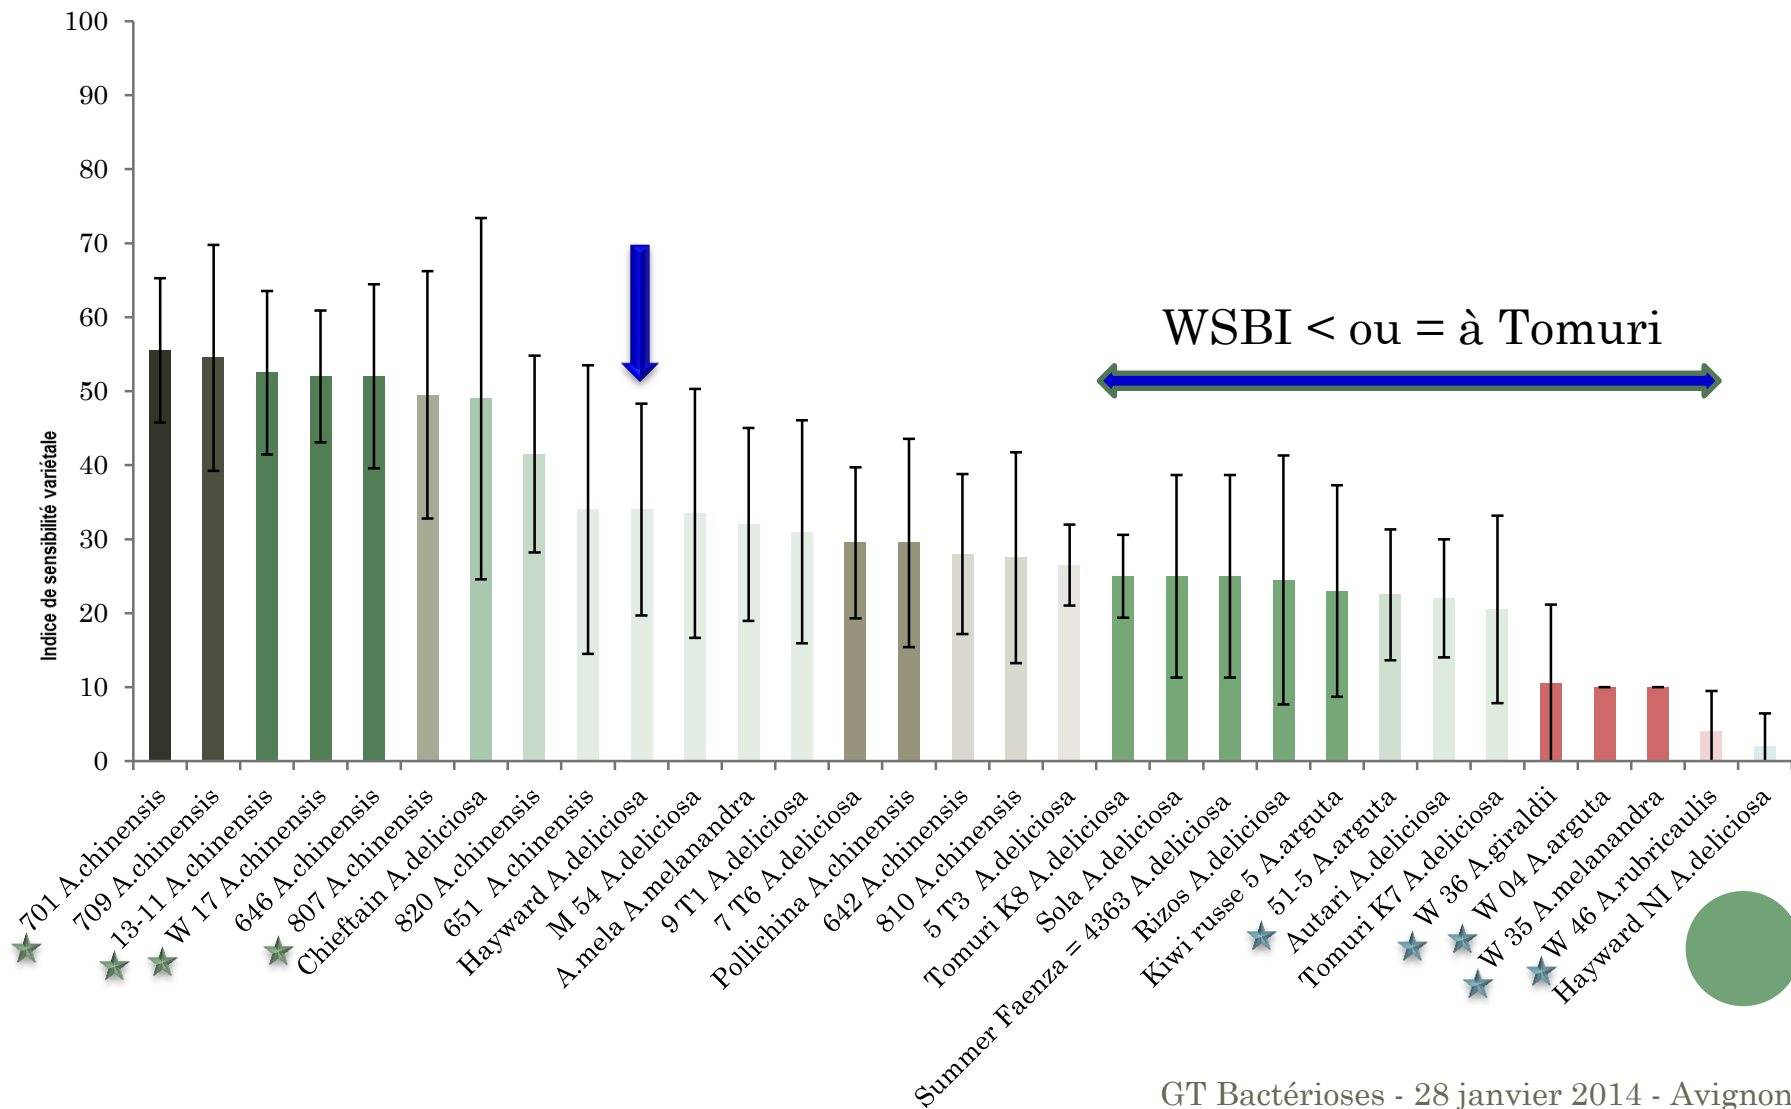 100
90
80
70
60
50
40
30
20
10
0
Indice de sensibilité variétale
WSBI < ou = à Tomuri
701 A.chinensis
709 A.chinensis
13-11 A.chinensis
W 17 A.chinensis
646 A.chinensis
807 A.chinensis
Chieftain A.deliciosa
820 A.chinensis
651 A.chinensis
Hayward A.deliciosa
M 54 A.deliciosa
A.mela A.melanandra
9 T1 A.deliciosa
7 T6 A.deliciosa
Pollichina A.chinensis
642 A.chinensis
810 A.chinensis
5 T3 A.deliciosa
Tomuri K8 A.deliciosa
Sola A.deliciosa
Summer Faenza = 4363 A.deliciosa
Rizos A.deliciosa
Kiwi russe 5 A.arguta
51-5 A.arguta
Autari A.deliciosa
Tomuri K7 A.deliciosa
W 36 A.giraldii
W 04 A.arguta
W 35 A.melanandra
W 46 A.rubricaulis
Hayward NI A.deliciosa
GT Bactérioses - 28 janvier 2014 - Avignon